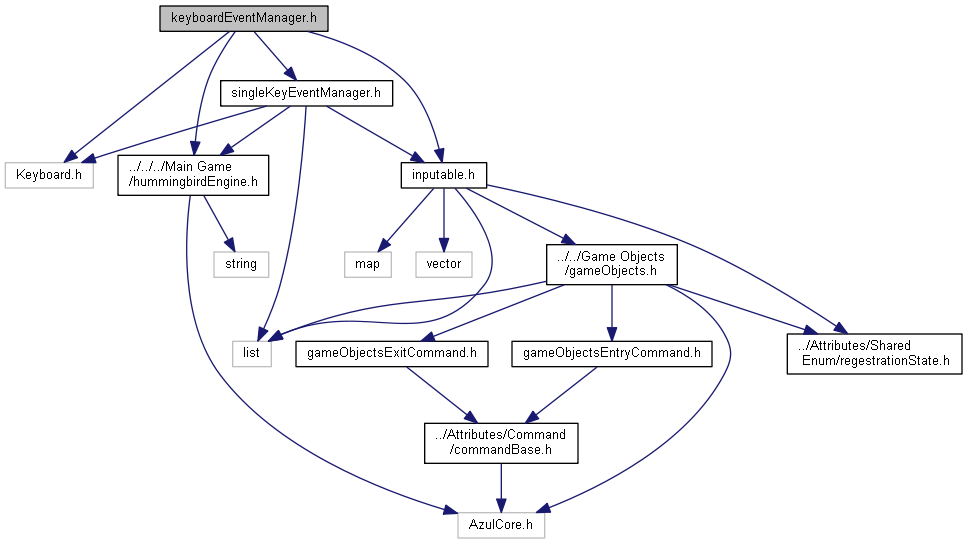 keyboardEventManager.h
singleKeyEventManager.h
Keyboard.h
../../../Main Game
/hummingbirdEngine.h
inputable.h
string
map
vector
../../Game Objects
/gameObjects.h
list
gameObjectsExitCommand.h
gameObjectsEntryCommand.h
../Attributes/Shared
Enum/regestrationState.h
../Attributes/Command
/commandBase.h
AzulCore.h